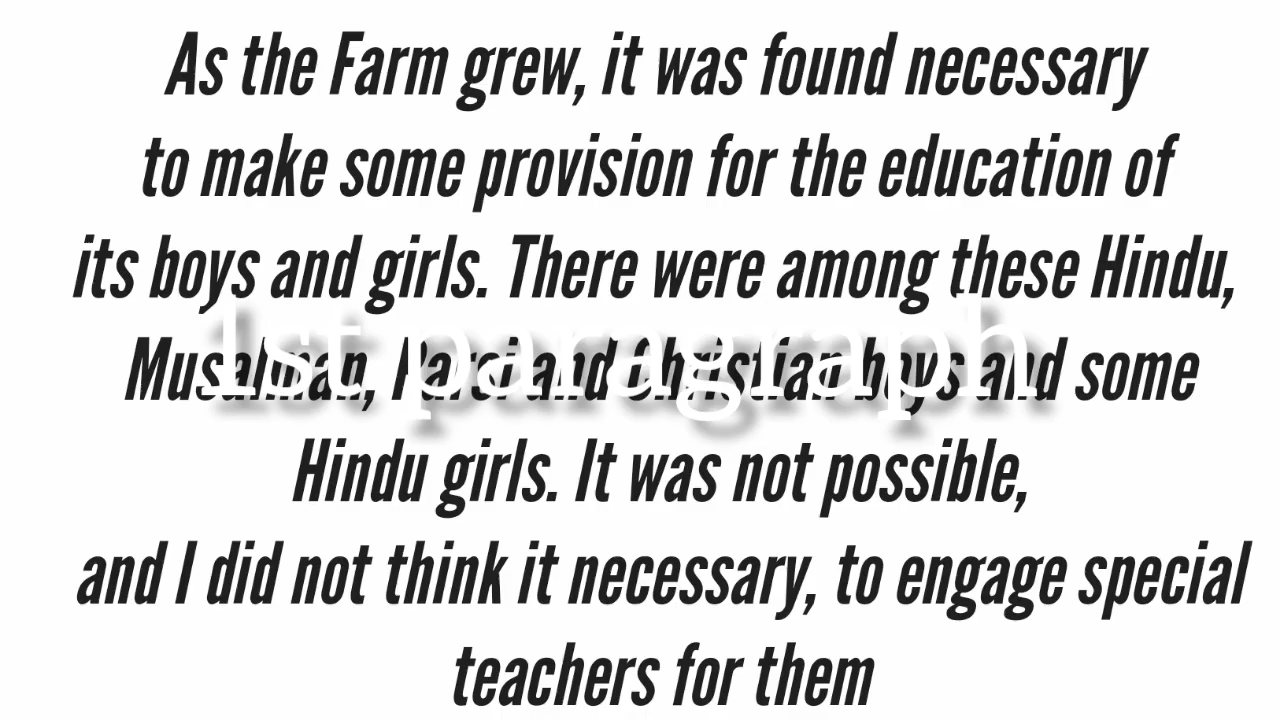 As the Farm grew, it was found necessary
to make some provision for the education of
its boys and girls. There were among these Hindu,
Musalman, Parsi and Christian boys and some
1st paragraph
Hindu girls. It was not possible,
and I did not think it necessary, to engage special
teachers for them